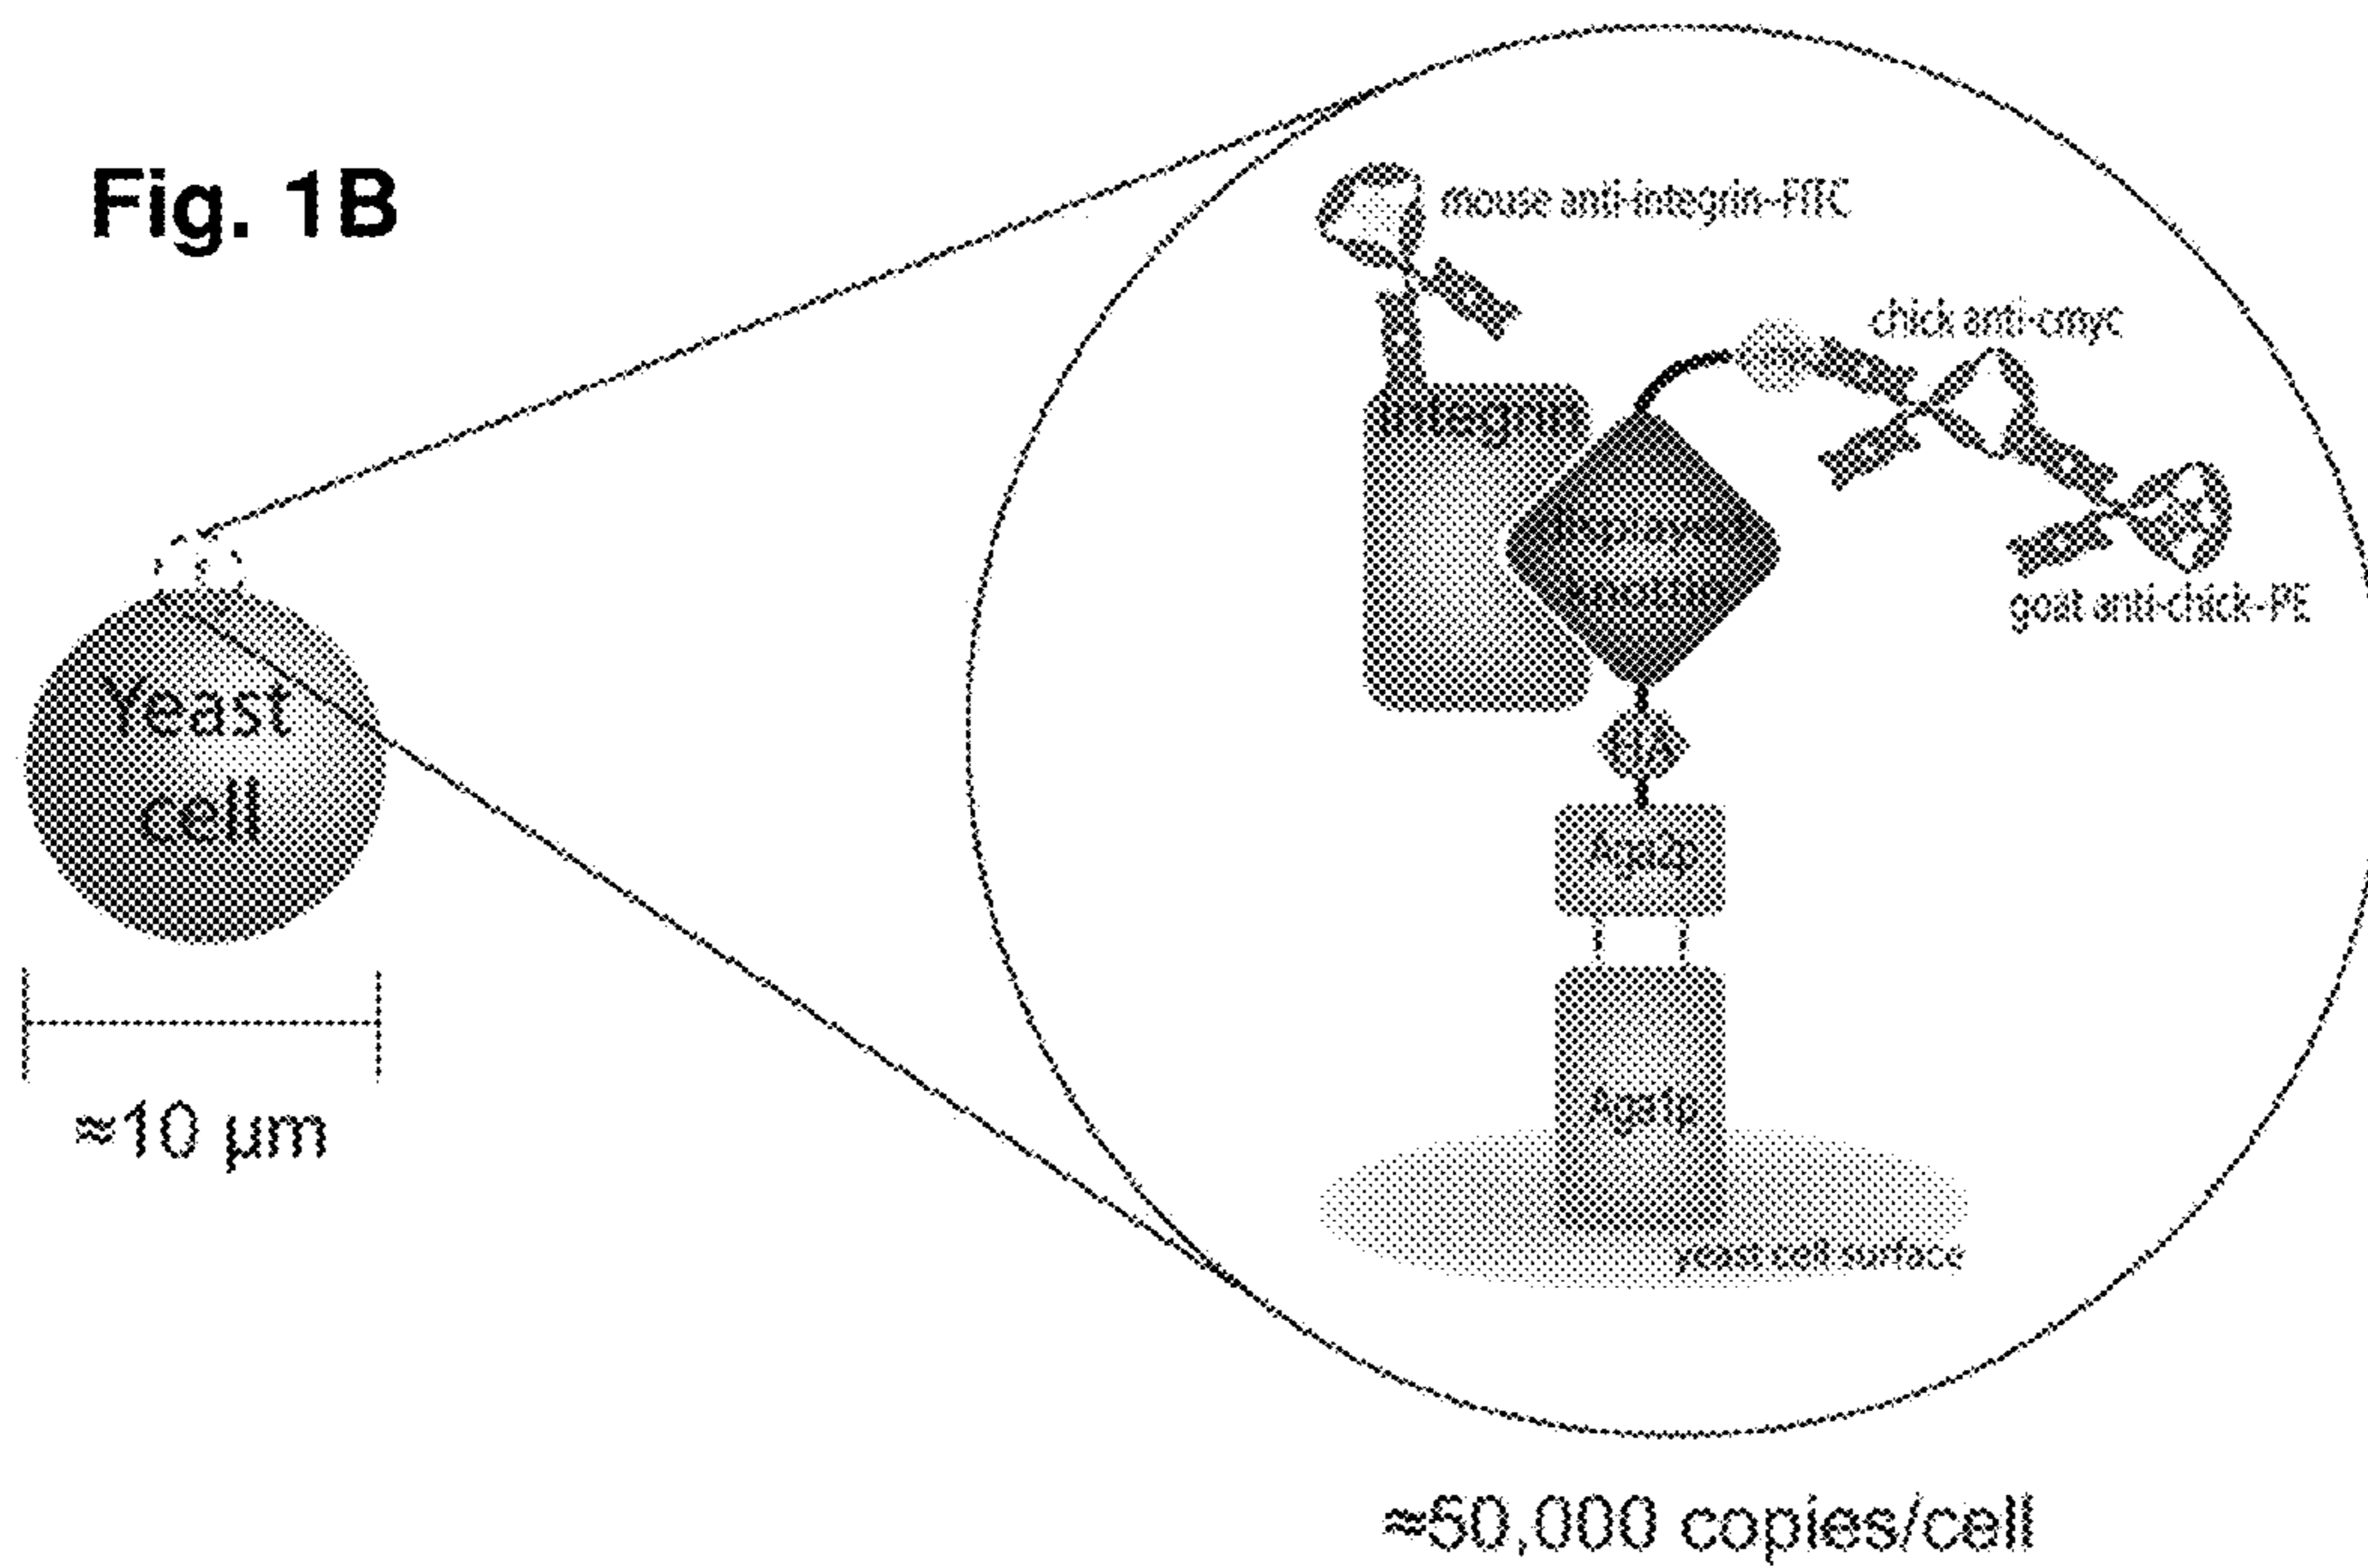 Fig. 1B
mouse anti-integrin-FITC
chick anti-cmyc
integrin
goat anti-chick-PE
Yeast
cell
HA
Aga2p
Aga1p
yeast cell surface
≈10 µm
≈50,000 copies/cell